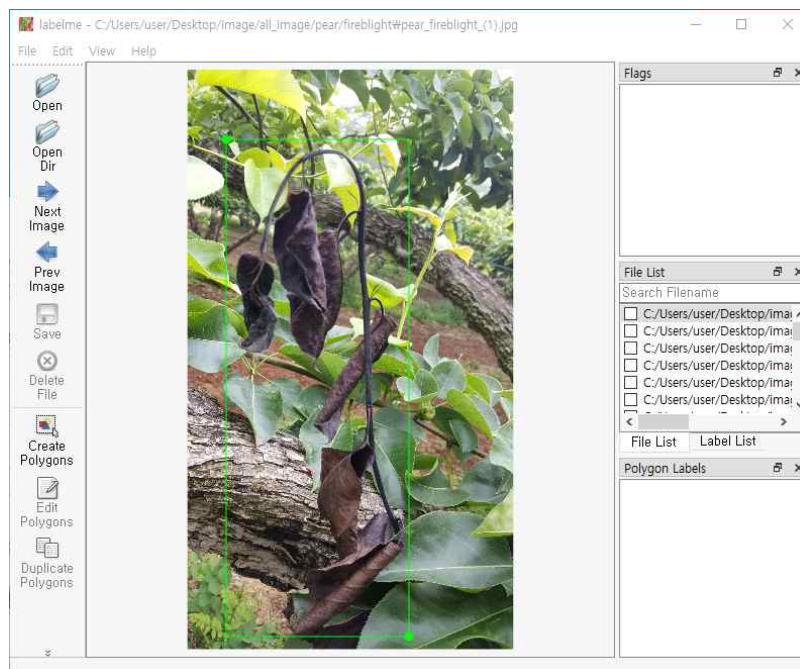 labelme - C:/Users/user/Desktop/image/all_image/pear/fireblight₩pear_fireblight_(1).jpg
File Edit View Help
Open
Open
Dir
Next
Image
Prev
Image
Save
Delete
File
Create
Polygons
Edit
Polygons
Duplicate
Polygons
Flags
File List
Search Filename
C:/Users/user/Desktop/ima
C:/Users/user/Desktop/ima
C:/Users/user/Desktop/ima
C:/Users/user/Desktop/ima
C:/Users/user/Desktop/ima
C:/Users/user/Desktop/ima
File List Label List
Polygon Labels